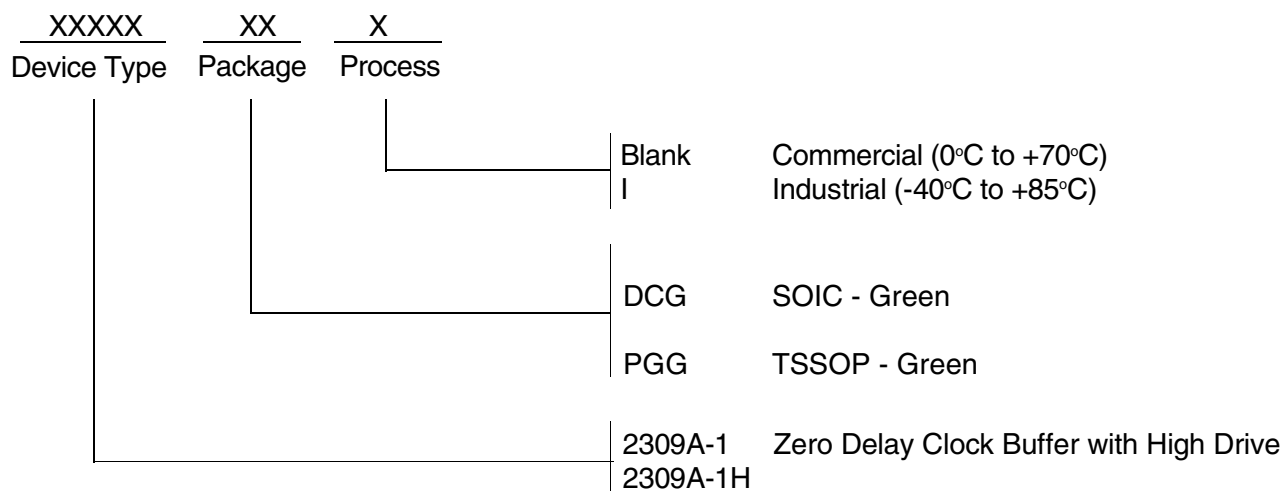 XXXXX XX X
Device Type Package Process
Blank Commercial (0°C to +70°C)
I Industrial (-40°C to +85°C)
DCG SOIC - Green
PGG TSSOP - Green
2309A-1 Zero Delay Clock Buffer with High Drive
2309A-1H